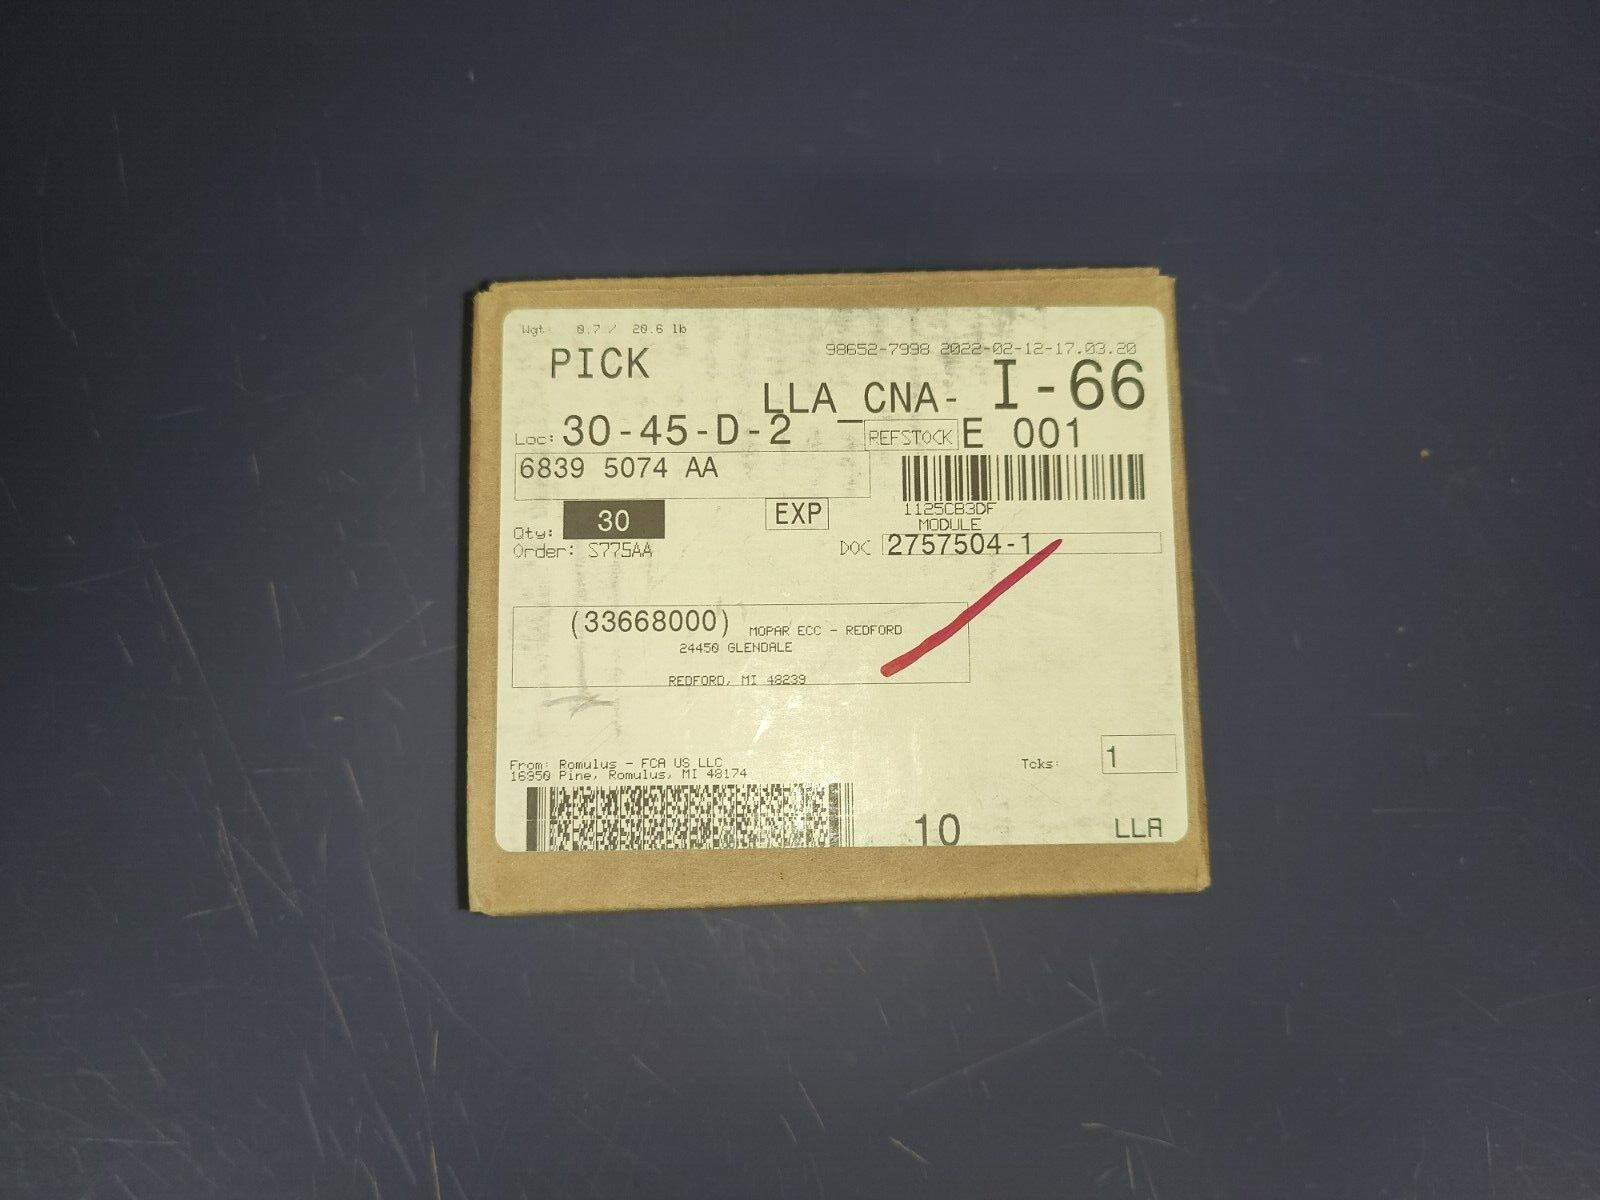 Wgt 0.7 / 20.6 lb
98652-7998 2022-02-12-17.03.20
PICK
LLA_CNA- I-66
Loc: 30-45-D-2 REFSTOCK E 001
6839 5074 AA
1125CB3DF
Qty: 30 EXP MODULE
Order: S775AA DOC 2757504-1
(33668000) MOPAR ECC - REDFORD
24450 GLENDALE
REDFORD, MI 48239
From: Romulus - FCA US LLC
16950 Pine, Romulus, MI 48174
Tcks: 1
10 LLA